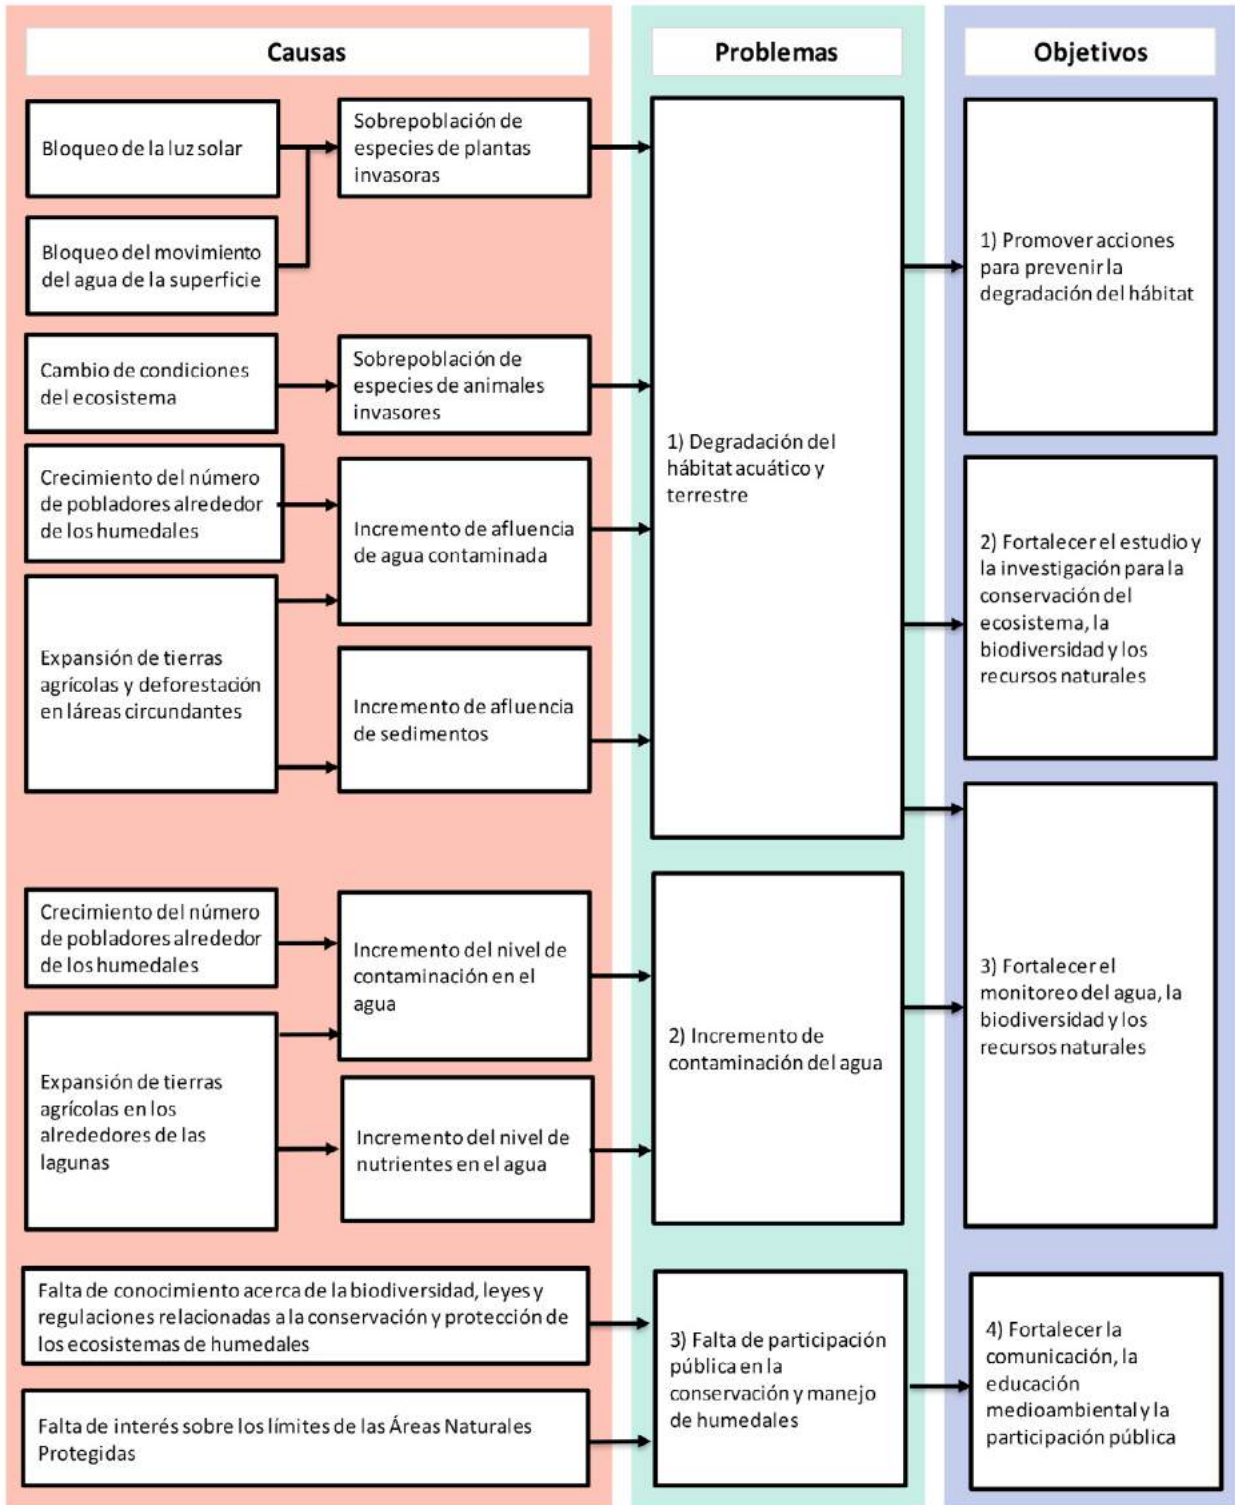 Causas
Problemas
Objetivos
Bloqueo de la luz solar
Sobrepoblación de
especies de plantas
invasoras
Bloqueo del movimiento
del agua de la superficie
Cambio de condiciones
del ecosistema
Sobrepoblación de
especies de animales
invasores
Crecimiento del número
de pobladores alrededor
de los humedales
Incremento de afluencia
de agua contaminada
Expansión de tierras
agrícolas y deforestación
en láreas circundantes
Incremento de afluencia
de sedimentos
1) Degradación del
hábitat acuático y
terrestre
1) Promover acciones
para prevenir la
degradación del hábitat
2) Fortalecer el estudio y
la investigación para la
conservación del
ecosistema, la
biodiversidad y los
recursos naturales
Crecimiento del número
de pobladores alrededor
de los humedales
Incremento del nivel de
contaminación en el
agua
Expansión de tierras
agrícolas en los
alrededores de las
lagunas
Incremento del nivel de
nutrientes en el agua
2) Incremento de
contaminación del agua
3) Fortalecer el
monitoreo del agua, la
biodiversidad y los
recursos naturales
Falta de conocimiento acerca de la biodiversidad, leyes y
regulaciones relacionadas a la conservación y protección de
los ecosistemas de humedales
Falta de interés sobre los límites de las Áreas Naturales
Protegidas
3) Falta de participación
pública en la
conservación y manejo
de humedales
4) Fortalecer la
comunicación, la
educación
medioambiental y la
participación pública